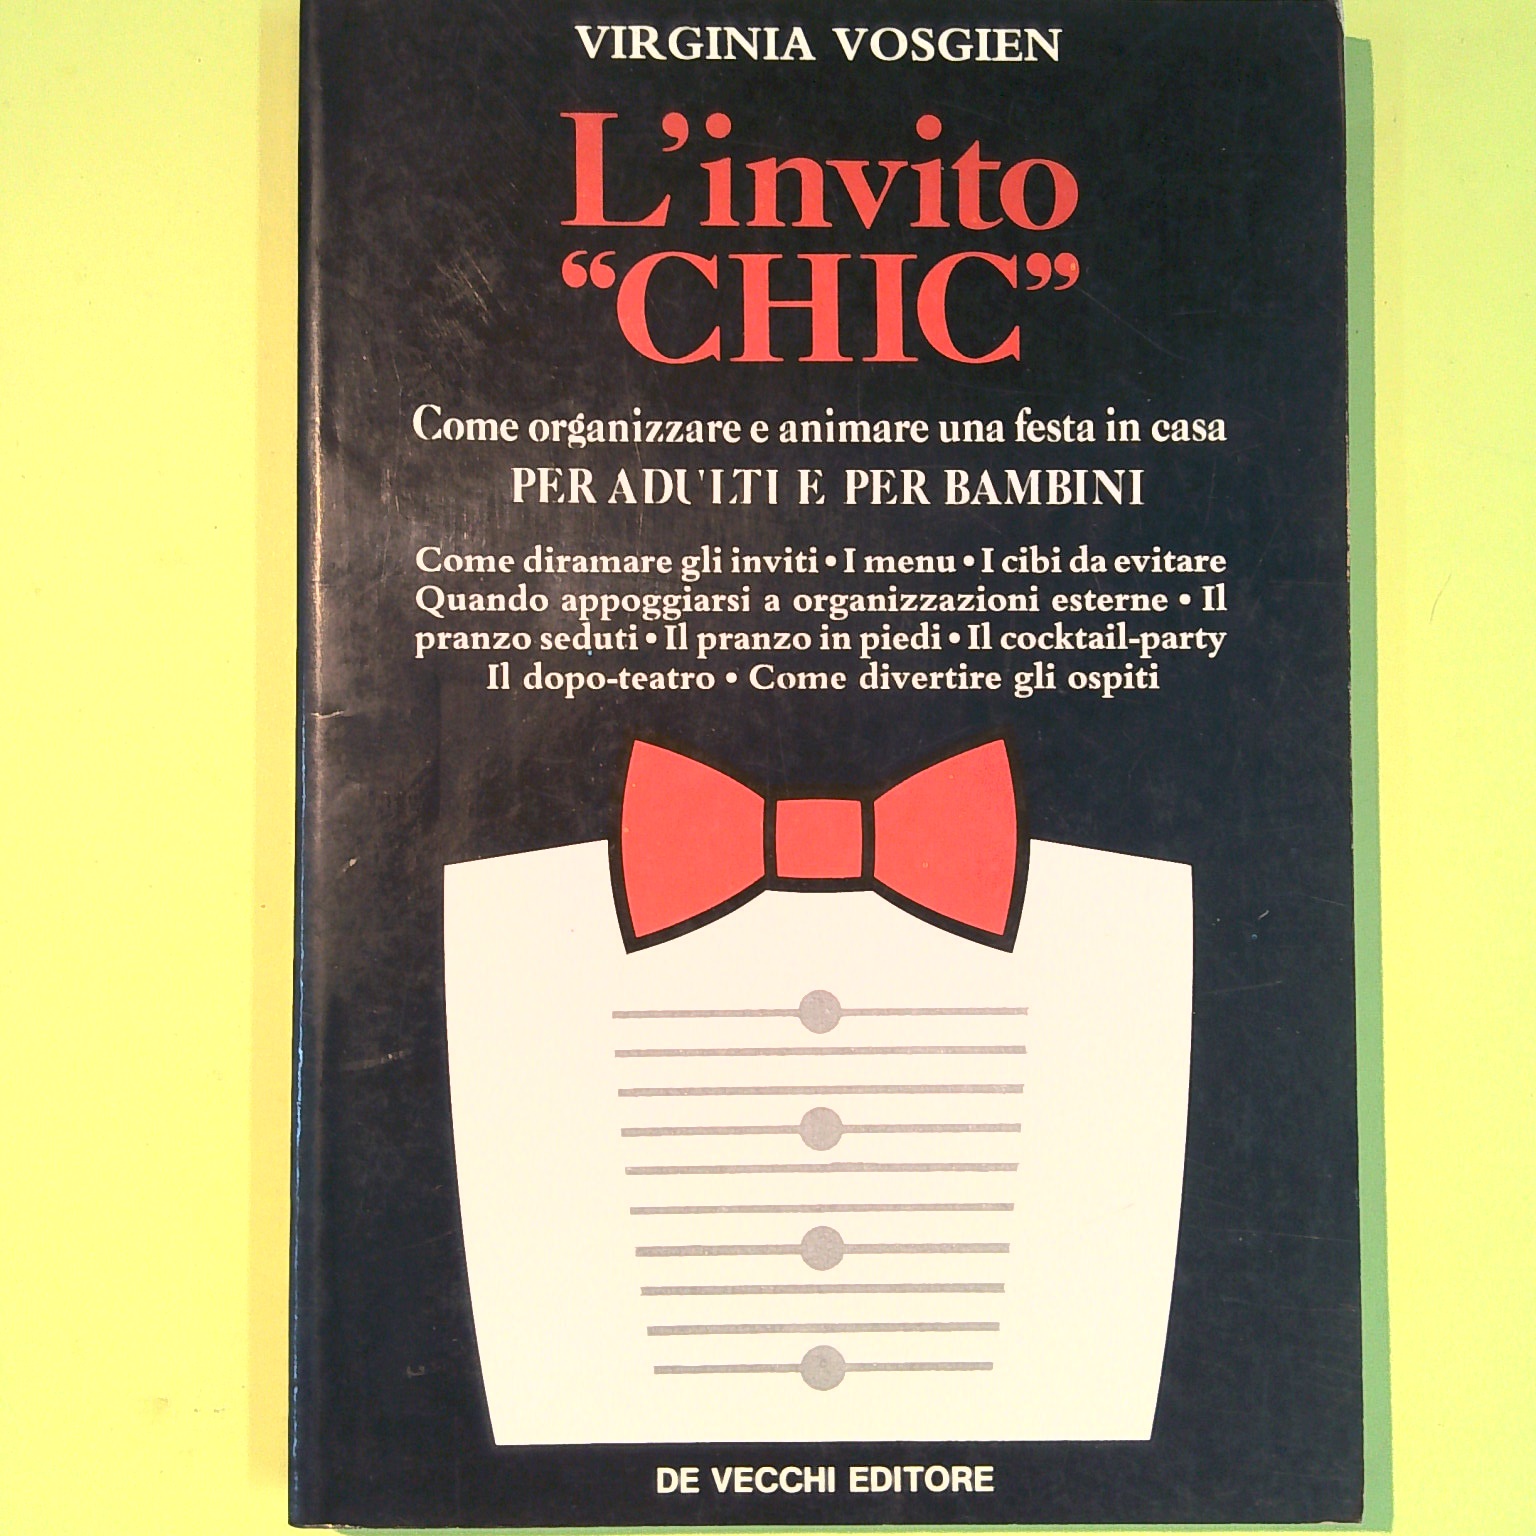 VIRGINIA VOSGIEN
L'invito
“CHIC”
Come organizzare e animare una festa in casa
PER ADULTI E PER BAMBINI
Come diramare gli inviti • I menu • I cibi da evitare
Quando appoggiarsi a organizzazioni esterne • Il
pranzo seduti • Il pranzo in piedi • Il cocktail-party
Il dopo-teatro • Come divertire gli ospiti
DE VECCHI EDITORE